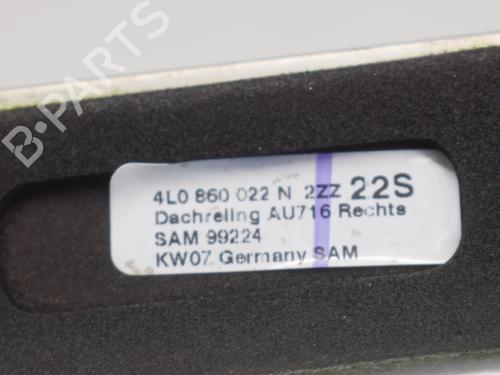 B-PARTS
4L0 860 022 N 2ZZ 22S
Dachreling AU716 Rechts
SAM 99224
KW07 Germany SAM